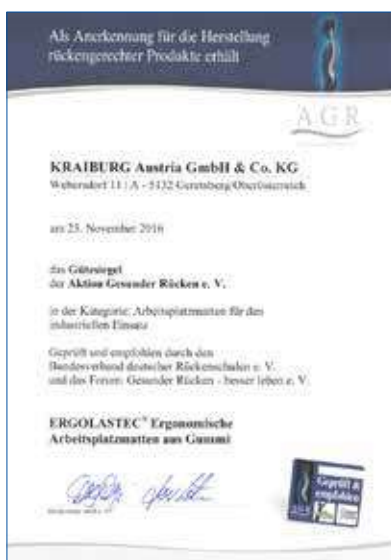 Als Anerkennung für die Herstellung
rückengerechter Produkte erhält
AGR
KRAIBURG Austria GmbH & Co. KG
Webersdorf 11 | A - 5132 Geretsberg/Oberösterreich
am 23. November 2016
das Gütesiegel
der Aktion Gesunder Rücken e. V.
in der Kategorie: Arbeitsplatzmatten für den
industriellen Einsatz
Geprüft und empfohlen durch den
Bundesverband deutscher Rückenschulen e. V.
und das Forum: Gesunder Rücken - besser leben e. V.
ERGOLASTEC® Ergonomische
Arbeitsplatzmatten aus Gummi
Geprüft &
empfohlen
AGR